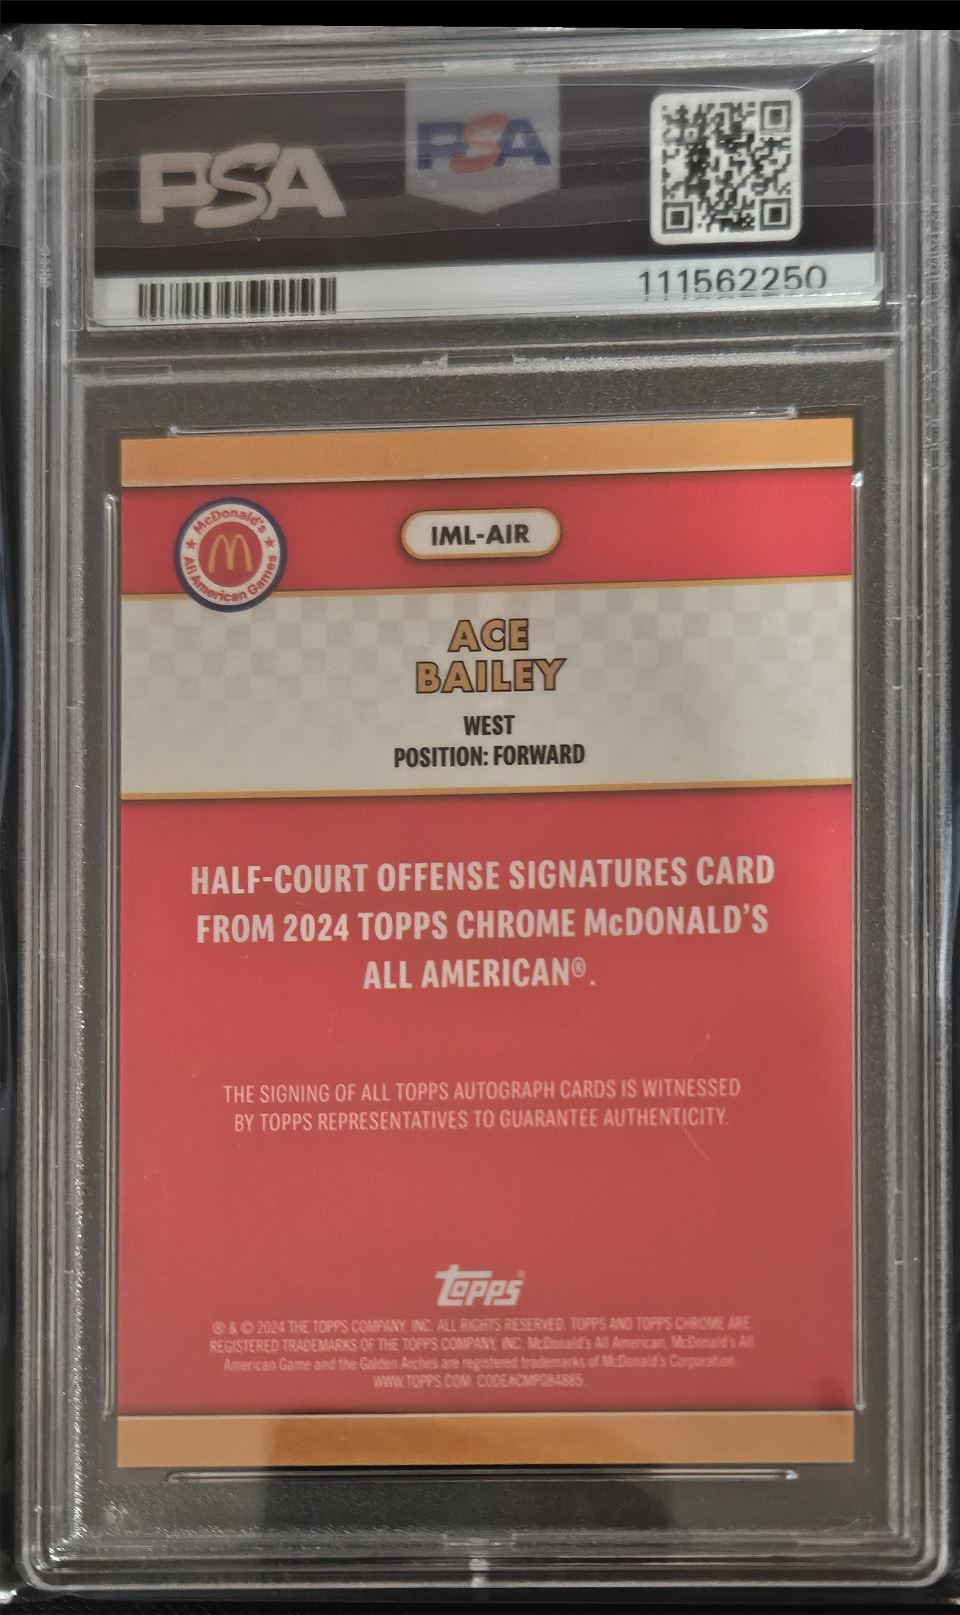 PSA
PSA
111562250
McDonald's
All American Games
IML-AIR
ACE
BAILEY
WEST
POSITION: FORWARD
HALF-COURT OFFENSE SIGNATURES CARD
FROM 2024 TOPPS CHROME McDONALD'S
ALL AMERICAN®.
THE SIGNING OF ALL TOPPS AUTOGRAPH CARDS IS WITNESSED
BY TOPPS REPRESENTATIVES TO GUARANTEE AUTHENTICITY.
topps®
® & © 2024 THE TOPPS COMPANY, INC. ALL RIGHTS RESERVED. TOPPS AND TOPPS CHROME ARE
REGISTERED TRADEMARKS OF THE TOPPS COMPANY, INC. McDonald's All American, McDonald's All
American Game and the Golden Arches are registered trademarks of McDonald's Corporation.
WWW.TOPPS.COM. CODE#CMP084885.